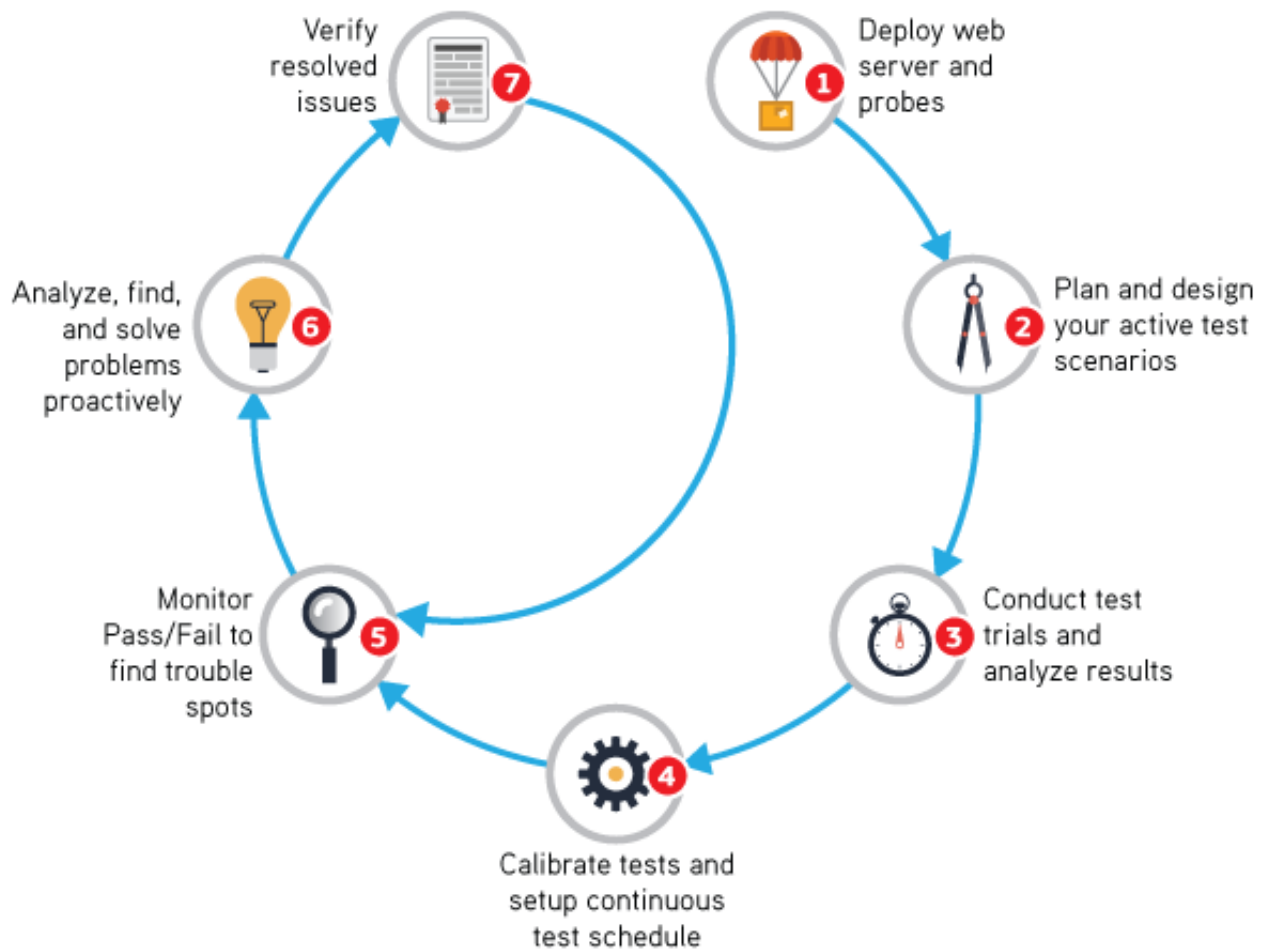 1
Deploy web
server and
probes
2
Plan and design
your active test
scenarios
3
Conduct test
trials and
analyze results
4
Calibrate tests and
setup continuous
test schedule
5
Monitor
Pass/Fail to
find trouble
spots
6
Analyze, find,
and solve
problems
proactively
7
Verify
resolved
issues